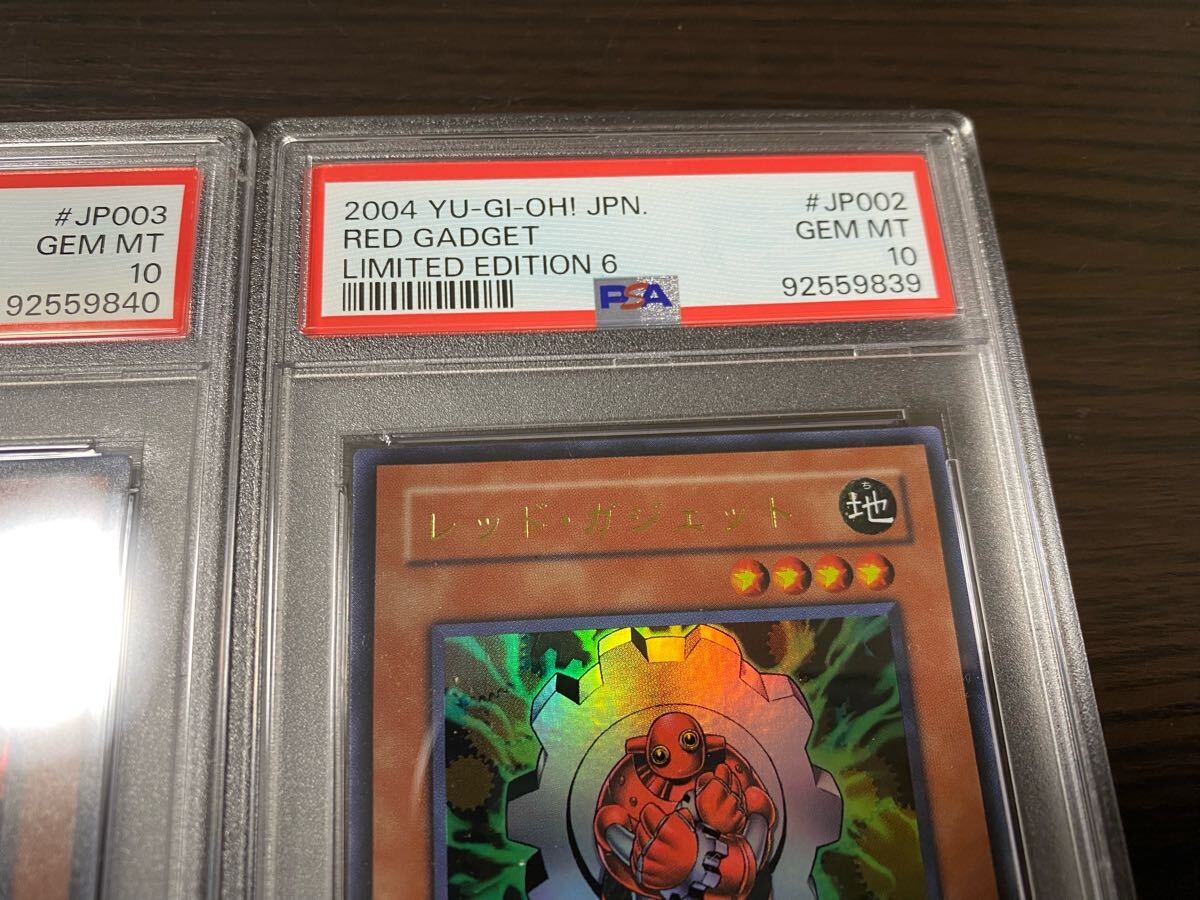 #JP003
GEM MT
10
92559840
2004 YU-GI-OH! JPN.
#JP002
RED GADGET
GEM MT
LIMITED EDITION 6
10
PSA
92559839
レッド・ガジェット
ち
地